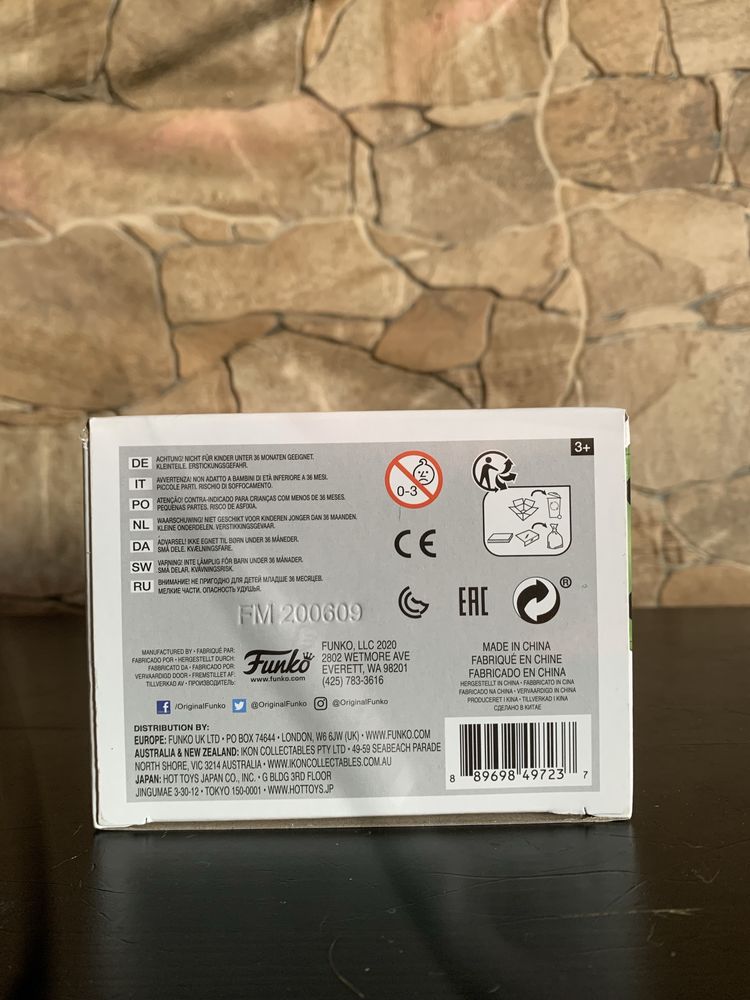 3+
DE ACHTUNG! NICHT FÜR KINDER UNTER 36 MONATEN GEEIGNET.
KLEINTEILE. ERSTICKUNGSGEFAHR.
IT AVVERTENZA! NON ADATTO A BAMBINI DI ETÀ INFERIORE A 36 MESI.
PICCOLE PARTI. RISCHIO DI SOFFOCAMENTO.
PO ATENÇÃO! CONTRA-INDICADO PARA CRIANÇAS COM MENOS DE 36 MESES.
PEQUENAS PARTES. RISCO DE ASFIXIA.
NL WAARSCHUWING! NIET GESCHIKT VOOR KINDEREN JONGER DAN 36 MAANDEN.
KLEINE ONDERDELEN. VERSTIKKINGSGEVAAR.
DA ADVARSEL! IKKE EGNET TIL BØRN UNDER 36 MÅNEDER.
SMÅ DELE. KVÆLNINGSFARE.
SW VARNING! INTE LÄMPLIG FÖR BARN UNDER 36 MÅNADER.
SMÅ DELAR. KVÄVNINGSRISK.
RU ВНИМАНИЕ! НЕ ПРИГОДНО ДЛЯ ДЕТЕЙ МЛАДШЕ 36 МЕСЯЦЕВ.
МЕЛКИЕ ЧАСТИ. ОПАСНОСТЬ УДУШЬЯ.
0-3
CE
EAC
®
FM 200609
MANUFACTURED BY • FABRIQUÉ PAR:
FABRICADO POR • HERGESTELLT DURCH:
FABBRICATO DA • FABRICADO POR:
VERVAARDIGD DOOR • FREMSTILLET AF:
TILLVERKAD AV • ПРОИЗВОДИТЕЛЬ:
Funko
www.funko.com
FUNKO, LLC 2020
2802 WETMORE AVE
EVERETT, WA 98201
(425) 783-3616
MADE IN CHINA
FABRIQUÉ EN CHINE
FABRICADO EN CHINA
HERGESTELLT IN CHINA • FABBRICATO IN CINA
FABRICADO NA CHINA • VERVAARDIGD IN CHINA
PRODUCERET I KINA • TILLVERKAD I KINA
СДЕЛАНО В КИТАЕ
/OriginalFunko @OriginalFunko @OriginalFunko
DISTRIBUTION BY:
EUROPE: FUNKO UK LTD • PO BOX 74644 • LONDON, W6 6JW (UK) • WWW.FUNKO.COM
AUSTRALIA & NEW ZEALAND: IKON COLLECTABLES PTY LTD • 49-59 SEABEACH PARADE
NORTH SHORE, VIC 3214 AUSTRALIA • WWW.IKONCOLLECTABLES.COM.AU
JAPAN: HOT TOYS JAPAN CO., INC. • G BLDG 3RD FLOOR
JINGUMAE 3-30-12 • TOKYO 150-0001 • WWW.HOTTOYS.JP
8 89698 49723 7